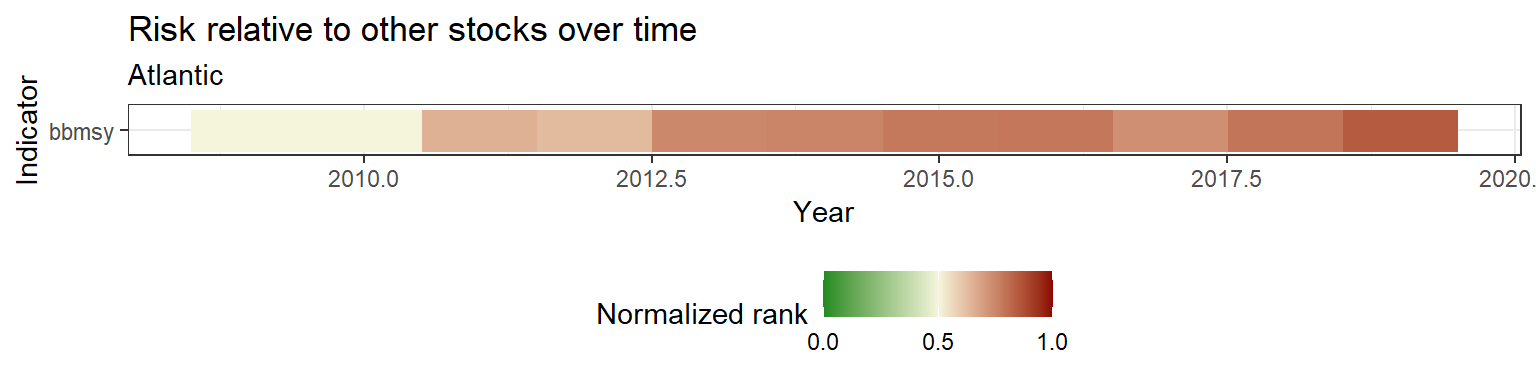 Risk relative to other stocks over time
Atlantic
Indicator
bbmsy
2010.0 2012.5 2015.0 2017.5 2020.
Year
Normalized rank
0.0 0.5 1.0